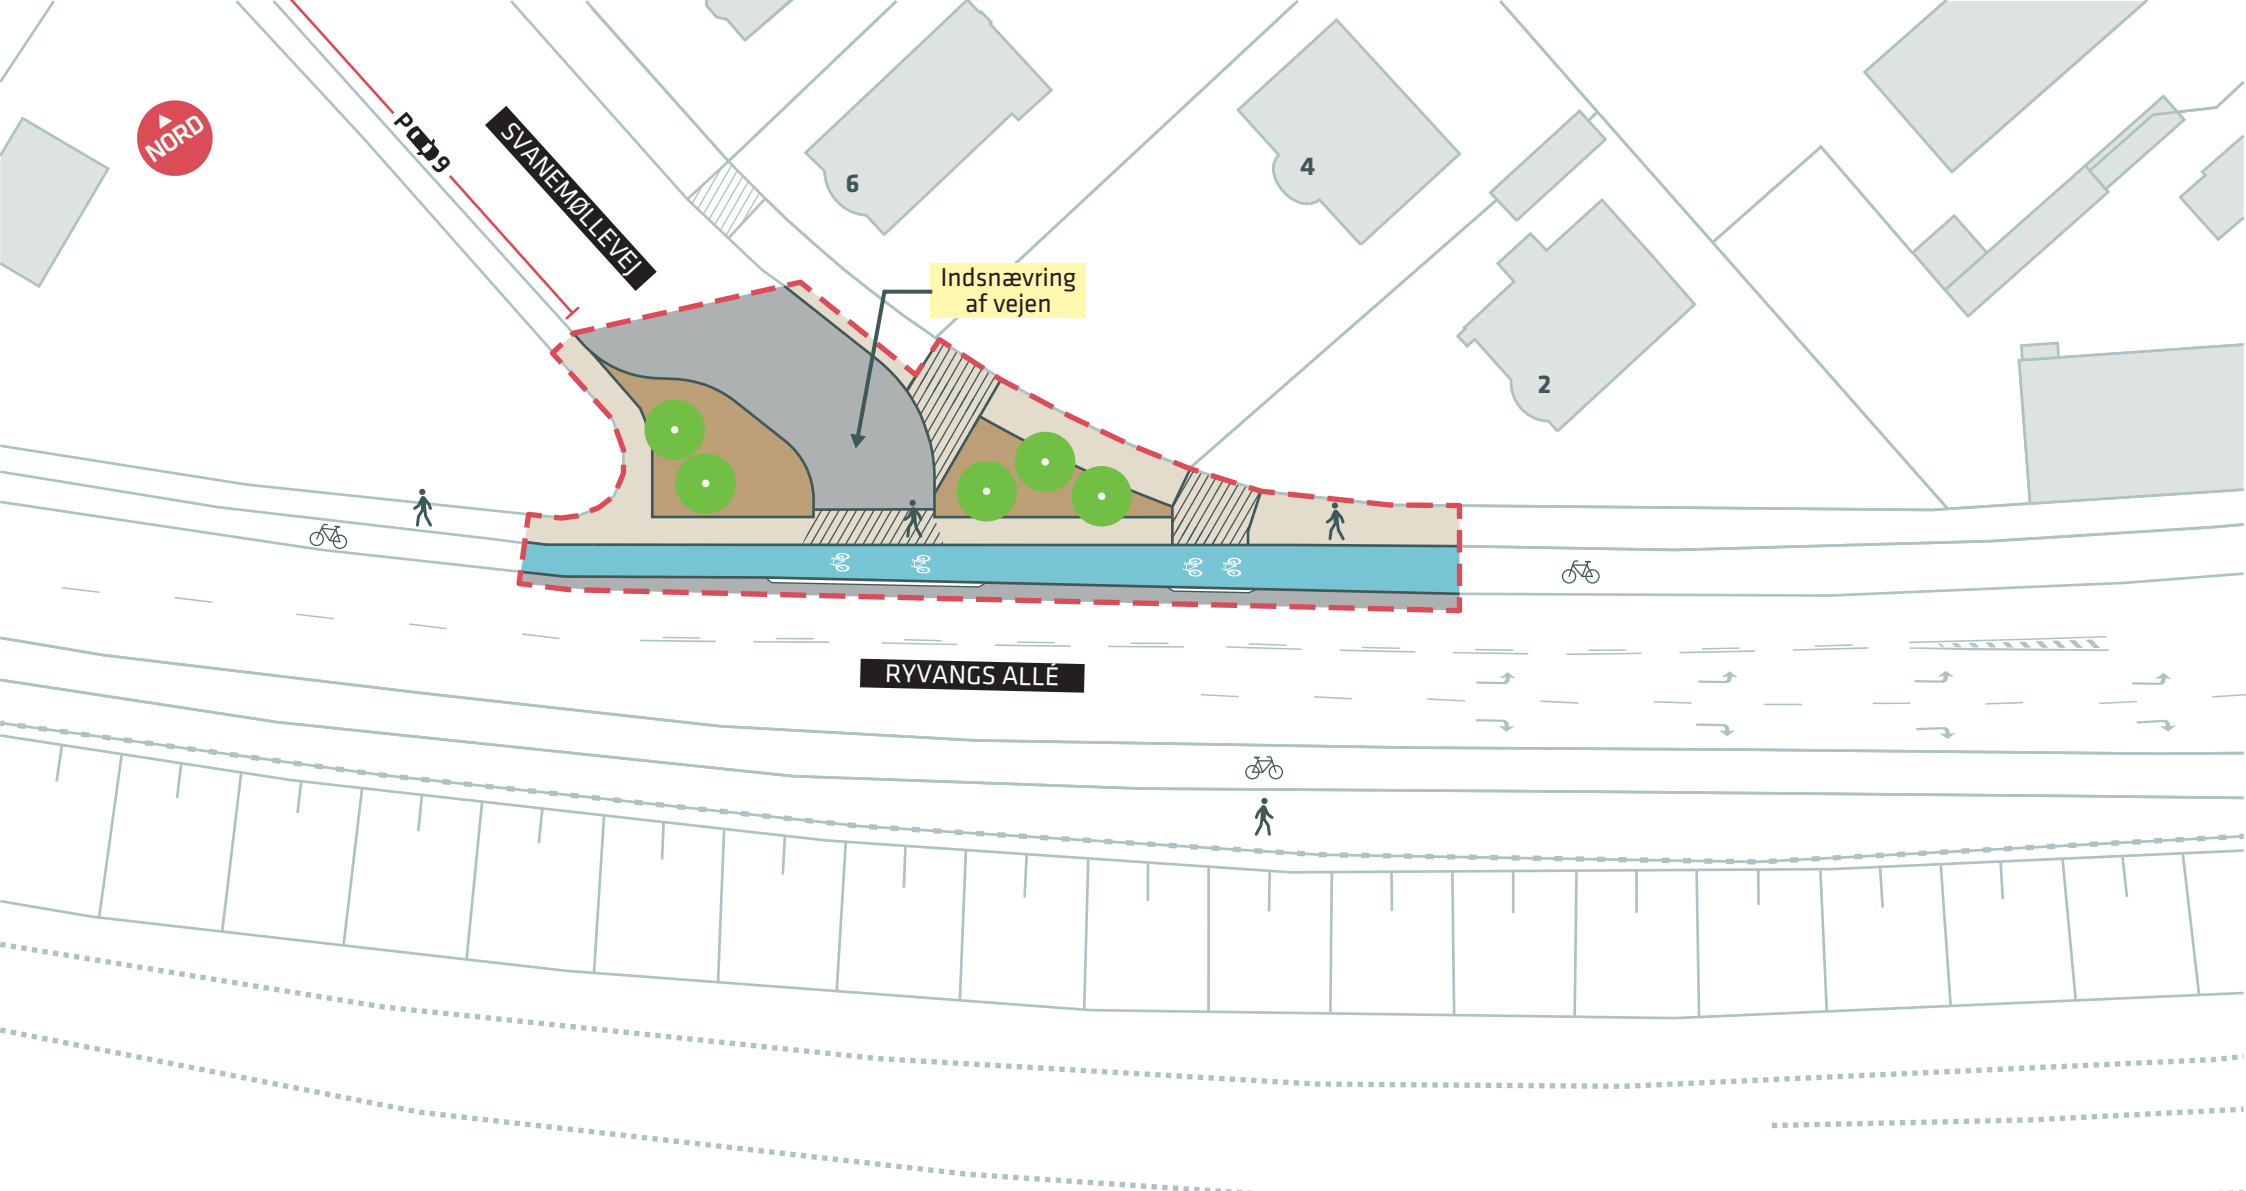 NORD
SVANEMØLLEVEJ
6
4
2
Indsnævring
af vejen
RYVANGS ALLÉ